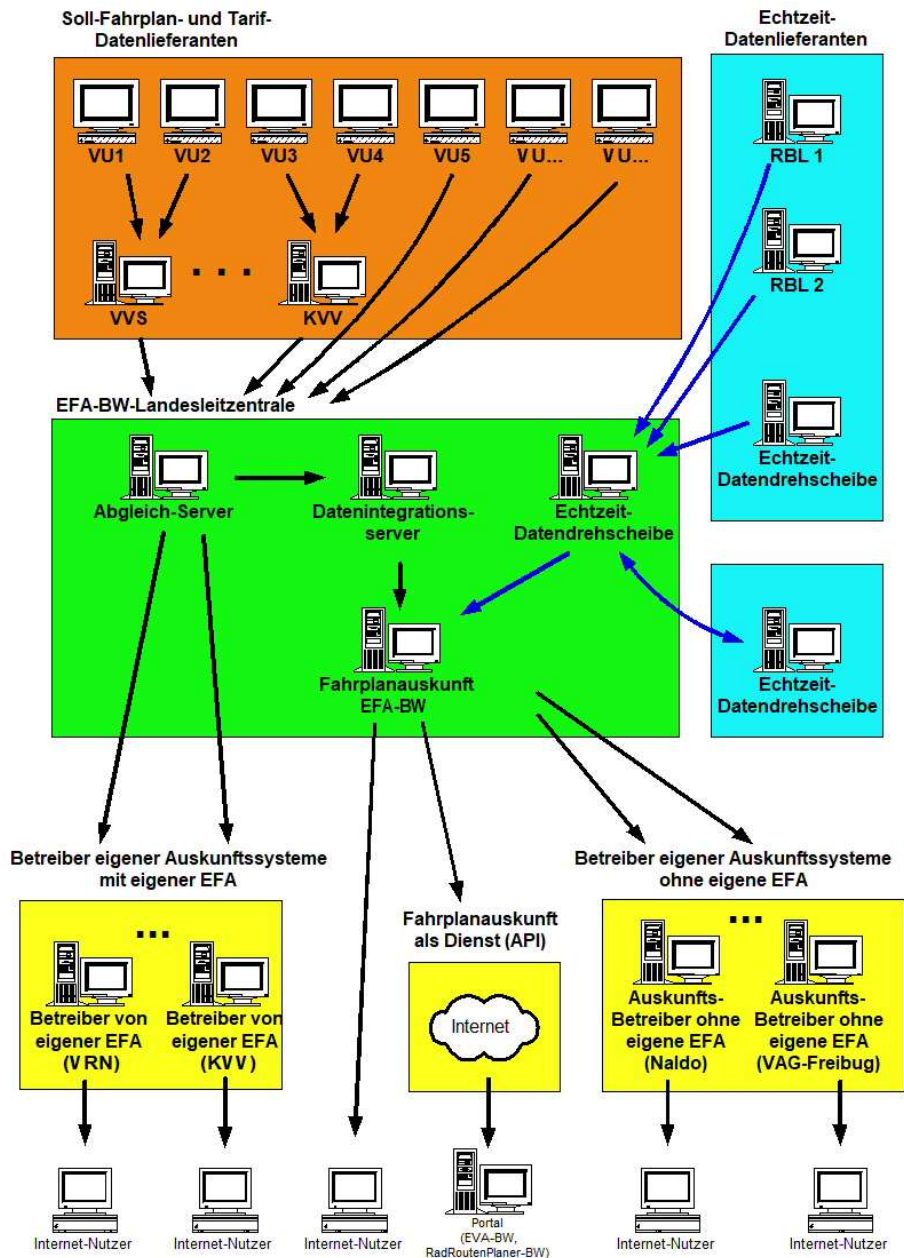 Soll-Fahrplan- und Tarif-
Datenlieferanten
Echtzeit-
Datenlieferanten
VU1
VU2
VU3
VU4
VU5
VU...
VU...
RBL 1
. . .
VVS
KVV
RBL 2
EFA-BW-Landesleitzentrale
Echtzeit-
Datendrehscheibe
Abgleich-Server
Datenintegrations-
server
Echtzeit-
Datendrehscheibe
Fahrplanauskunft
EFA-BW
Echtzeit-
Datendrehscheibe
Betreiber eigener Auskunftssysteme
mit eigener EFA
Betreiber eigener Auskunftssysteme
ohne eigene EFA
Fahrplanauskunft
als Dienst (API)
...
Betreiber von
eigener EFA
(VRN)
Betreiber von
eigener EFA
(KVV)
Internet
...
Auskunfts-
Betreiber ohne
eigene EFA
(Naldo)
Auskunfts-
Betreiber ohne
eigene EFA
(VAG-Freibug)
Internet-Nutzer
Internet-Nutzer
Internet-Nutzer
Portal
(EVA-BW,
RadRoutenPlaner-BW)
Internet-Nutzer
Internet-Nutzer